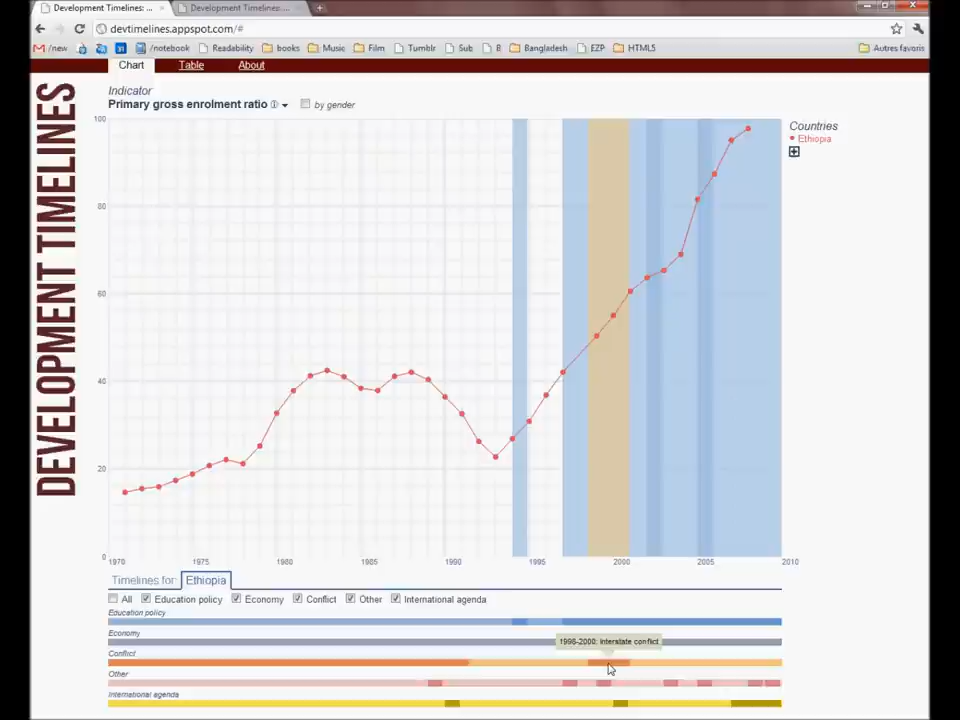 Development Timelines: ...
Development Timelines:...
devtimelines.appspot.com/#
/new
31
/notebook
Readability
books
Music
Film
Tumblr
Sub
B
Bangladesh
EZP
HTML5
Autres favoris
Chart
Table
About
DEVELOPMENT TIMELINES
Indicator
Primary gross enrolment ratio
by gender
Countries
Ethiopia
100
80
60
40
20
0
1970
1975
1980
1985
1990
1995
2000
2005
2010
Timelines for:
Ethiopia
All
Education policy
Economy
Conflict
Other
International agenda
Education policy
Economy
1998-2000: Interstate conflict
Conflict
Other
International agenda